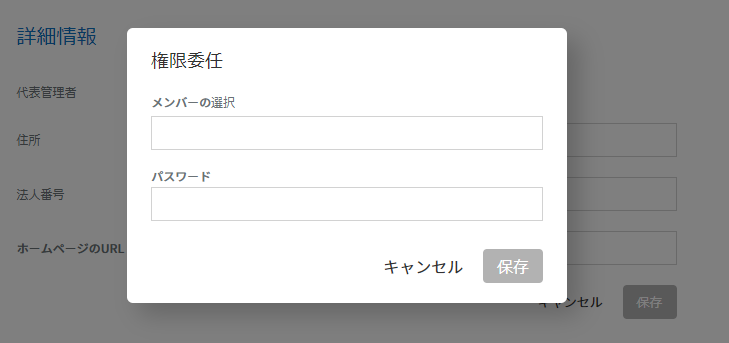 詳細情報
権限委任
代表管理者
メンバーの選択
住所
パスワード
法人番号
ホームページのURL
キャンセル 保存
キャンセル 保存